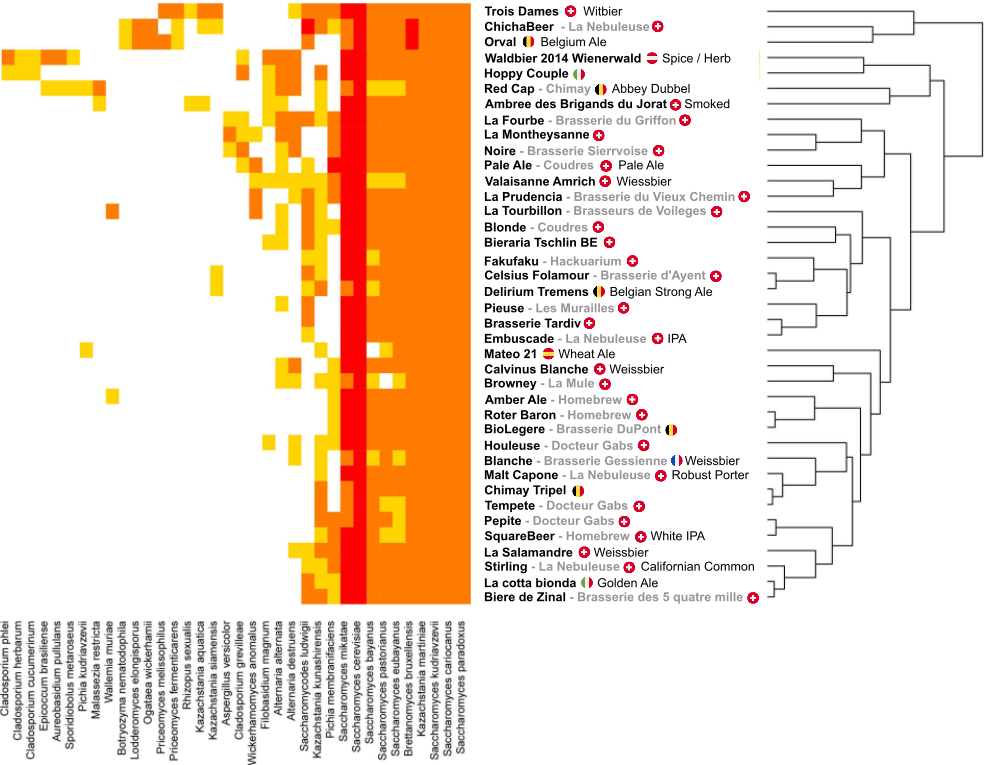 Trois Dames Witbier
ChichaBeer - La Nebuleuse
Orval Belgium Ale
Waldbier 2014 Wienerwald Spice / Herb
Hoppy Couple
Red Cap - Chimay Abbey Dubbel
Ambree des Brigands du Jorat Smoked
La Fourbe - Brasserie du Griffon
La Montheysanne
Noire - Brasserie Sierrvoise
Pale Ale - Coudres Pale Ale
Valaisanne Amrich Wiessbier
La Prudencia - Brasserie du Vieux Chemin
La Tourbillon - Brasseurs de Voileges
Blonde - Coudres
Bieraria Tschlin BE
Fakufaku - Hackuarium
Celsius Folamour - Brasserie d'Ayent
Delirium Tremens Belgian Strong Ale
Pieuse - Les Murailles
Brasserie Tardiv
Embuscade - La Nebuleuse IPA
Mateo 21 Wheat Ale
Calvinus Blanche Weissbier
Browney - La Mule
Amber Ale - Homebrew
Roter Baron - Homebrew
BioLegere - Brasserie DuPont
Houleuse - Docteur Gabs
Blanche - Brasserie Gessienne Weissbier
Malt Capone - La Nebuleuse Robust Porter
Chimay Tripel
Tempete - Docteur Gabs
Pepite - Docteur Gabs
SquareBeer - Homebrew White IPA
La Salamandre Weissbier
Stirling - La Nebuleuse Californian Common
La cotta bionda Golden Ale
Biere de Zinal - Brasserie des 5 quatre mille
Cladosporium phlei
Cladosporium herbarum
Cladosporium cucumerinum
Epicoccum brasiliense
Aureobasidium pullulans
Sporidiobolus metaroseus
Pichia kudriavzevii
Malassezia restricta
Wallemia muriae
Botryozyma nematodophila
Lodderomyces elongisporus
Ogataea wickerhamii
Priceomyces melissophilus
Priceomyces fermenticarens
Rhizopus sexualis
Kazachstania aquatica
Kazachstania siamensis
Aspergillus versicolor
Cladosporium grevilleae
Wickerhamomyces anomalus
Filobasidium magnum
Alternaria alternata
Alternaria destruens
Saccharomycodes ludwigii
Kazachstania kunashirensis
Pichia membranifaciens
Saccharomyces mikatae
Saccharomyces cerevisiae
Saccharomyces bayanus
Saccharomyces pastorianus
Saccharomyces eubayanus
Brettanomyces bruxellensis
Kazachstania martiniae
Saccharomyces kudriavzevii
Saccharomyces cariocanus
Saccharomyces paradoxus